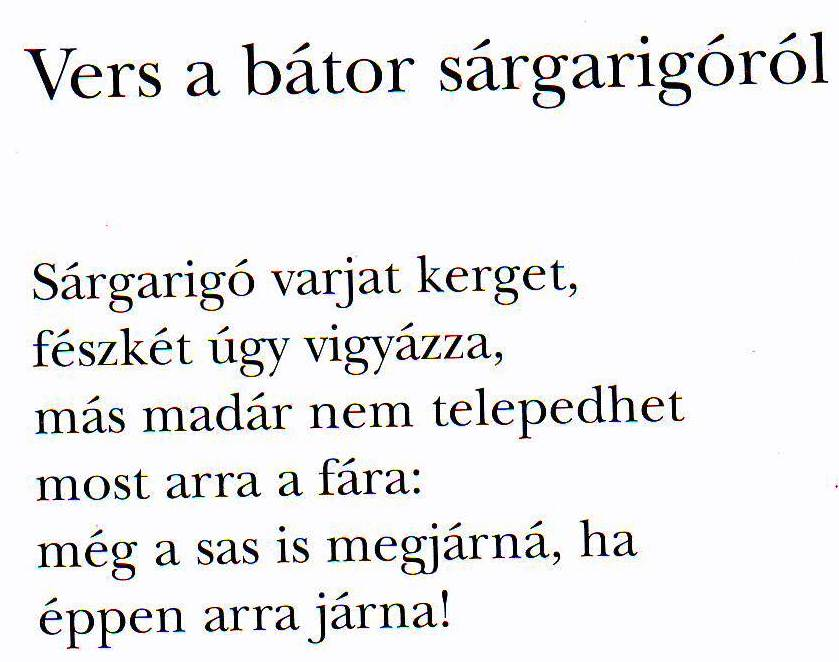 Vers a bátor sárgarigóról
Sárgarigó varjat kerget,
fészkét úgy vigyázza,
más madár nem telepedhet
most arra a fára:
még a sas is megjárná, ha
éppen arra járna!